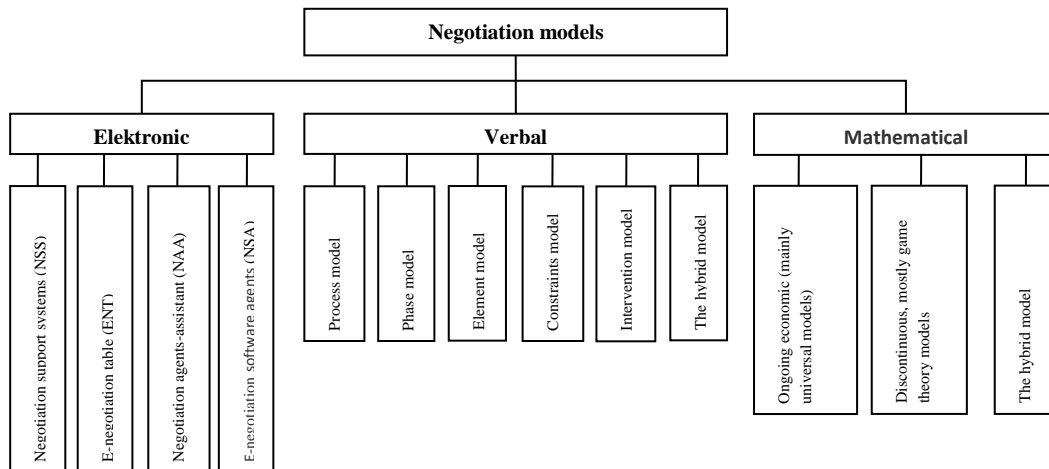 Negotiation models
Elektronic
Verbal
Mathematical
Negotiation support systems (NSS)
E-negotiation table (ENT)
Negotiation agents-assistant (NAA)
E-negotiation software agents (NSA)
Process model
Phase model
Element model
Constraints model
Intervention model
The hybrid model
Ongoing economic (mainly
universal models)
Discontinuous, mostly game
theory models
The hybrid model